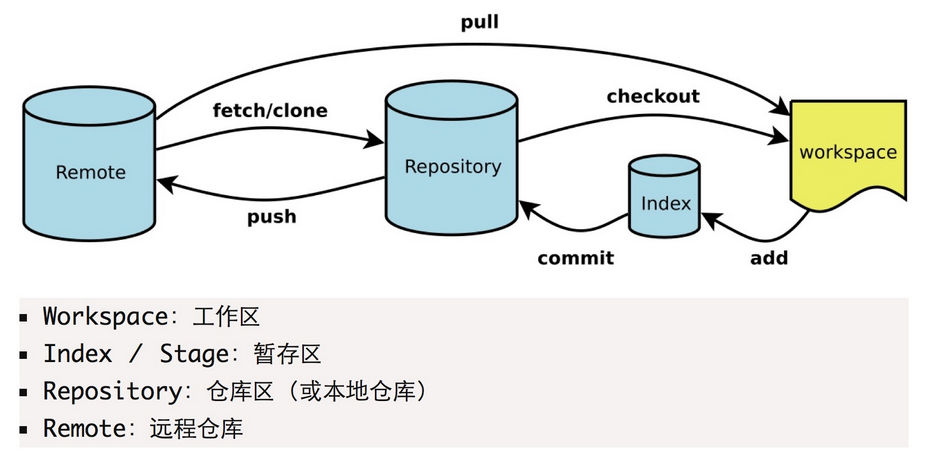 pull
fetch/clone
checkout
Remote
Repository
workspace
Index
push
commit
add
Workspace：工作区
Index / Stage：暂存区
Repository：仓库区（或本地仓库）
Remote：远程仓库